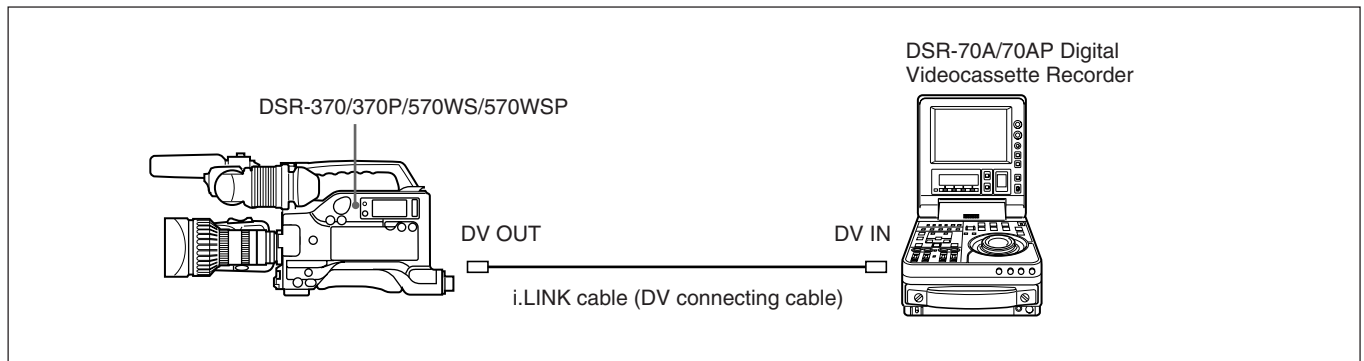 DSR-70A/70AP Digital
Videocassette Recorder
DSR-370/370P/570WS/570WSP
DV OUT
DV IN
i.LINK cable (DV connecting cable)